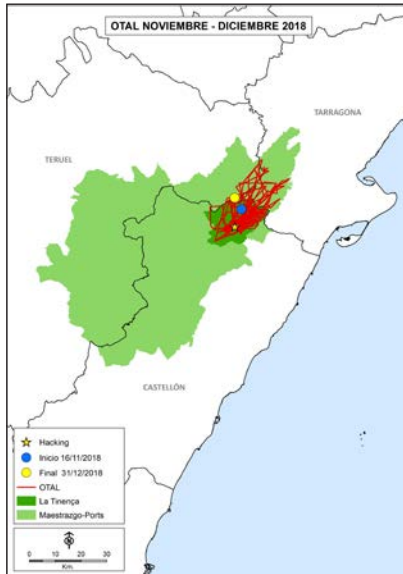 OTAL NOVIEMBRE - DICIEMBRE 2018
TARRAGONA
TERUEL
CASTELLÓN
Hacking
Inicio 16/11/2018
Final 31/12/2018
OTAL
La Tinença
Maestrazgo-Ports
0 5 10 20 30
Km.